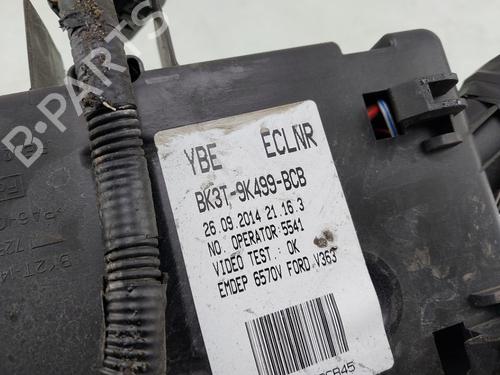 YBE ECLNR
BK3T-9K499-BCB
26.09.2014 21.16.3
NO. OPERATOR:5541
VIDEO TEST.: OK
EMDEP 6570V FORD V363